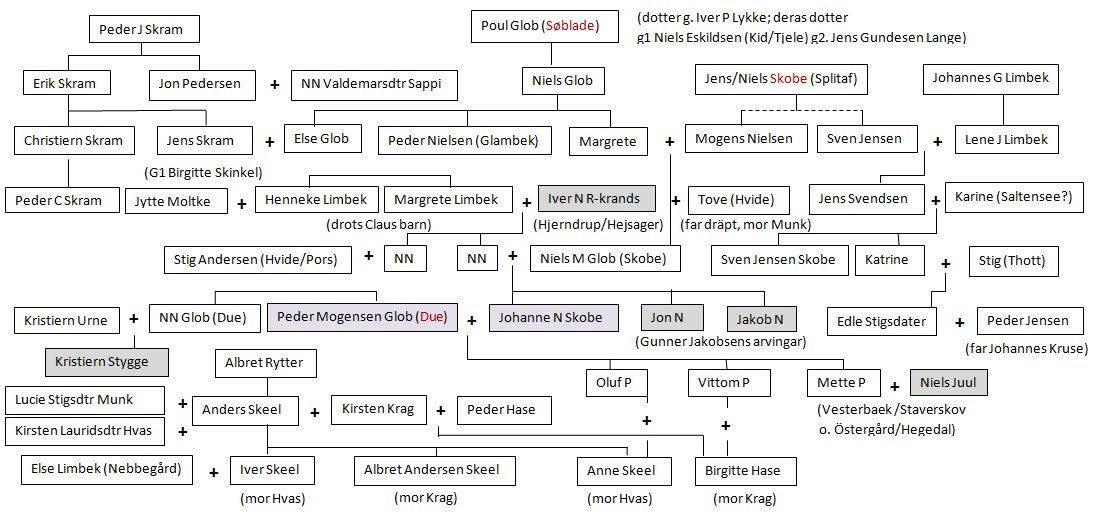 Peder J Skram
Poul Glob (Søblade)
(dotter g. Iver P Lykke; deras dotter
g1 Niels Eskildsen (Kid/Tjele) g2. Jens Gundesen Lange)
Erik Skram
Jon Pedersen
+
NN Valdemarsdtr Sappi
Niels Glob
Jens/Niels Skobe (Splitaf)
Johannes G Limbek
Christiern Skram
Jens Skram
+
Else Glob
Peder Nielsen (Glambek)
Margrete
+
Mogens Nielsen
Sven Jensen
+
Lene J Limbek
(G1 Birgitte Skinkel)
Peder C Skram
Jytte Moltke
+
Henneke Limbek
Margrete Limbek
+
Iver N R-krands
+
Tove (Hvide)
Jens Svendsen
+
Karine (Saltensee?)
(drots Claus barn)
(Hjerndrup/Hejsager)
(far dräpt, mor Munk)
Stig Andersen (Hvide/Pors)
+
NN
NN
+
Niels M Glob (Skobe)
Sven Jensen Skobe
Katrine
+
Stig (Thott)
Kristiern Urne
+
NN Glob (Due)
Peder Mogensen Glob (Due)
+
Johanne N Skobe
Jon N
Jakob N
Edle Stigsdater
+
Peder Jensen
(Gunner Jakobsens arvingar)
(far Johannes Kruse)
Kristiern Stygge
Albret Rytter
Oluf P
Vittom P
Mette P
+
Niels Juul
Lucie Stigsdtr Munk
+
Anders Skeel
+
Kirsten Krag
+
Peder Hase
+
+
(Vesterbaek/Staverskov
o. Östergård/Hegedal)
Kirsten Lauridsdtr Hvas
+
Else Limbek (Nebbegård)
+
Iver Skeel
Albret Andersen Skeel
Anne Skeel
Birgitte Hase
(mor Hvas)
(mor Krag)
(mor Hvas)
(mor Krag)